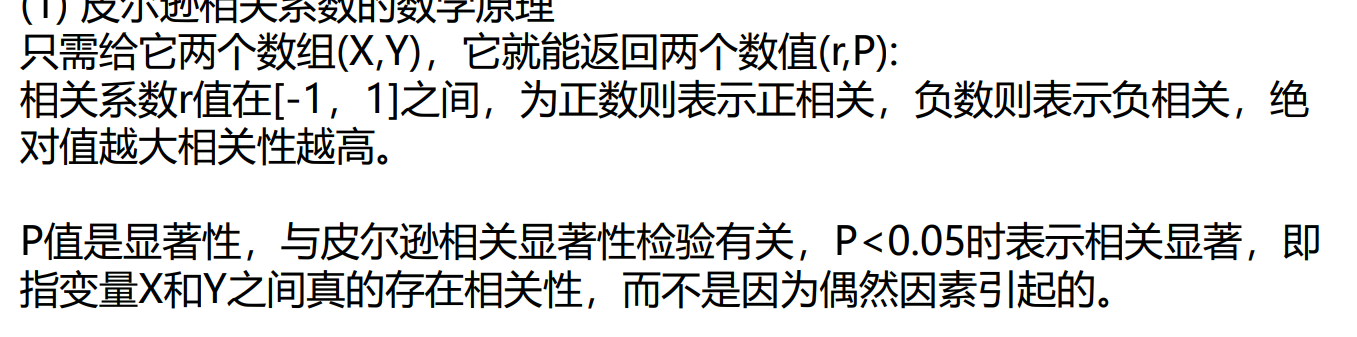 (1) 皮尔逊相关系数的数学原理
只需给它两个数组(X,Y)，它就能返回两个数值(r,P):
相关系数r值在[-1，1]之间，为正数则表示正相关，负数则表示负相关，绝
对值越大相关性越高。
P值是显著性，与皮尔逊相关显著性检验有关，P<0.05时表示相关显著，即
指变量X和Y之间真的存在相关性，而不是因为偶然因素引起的。